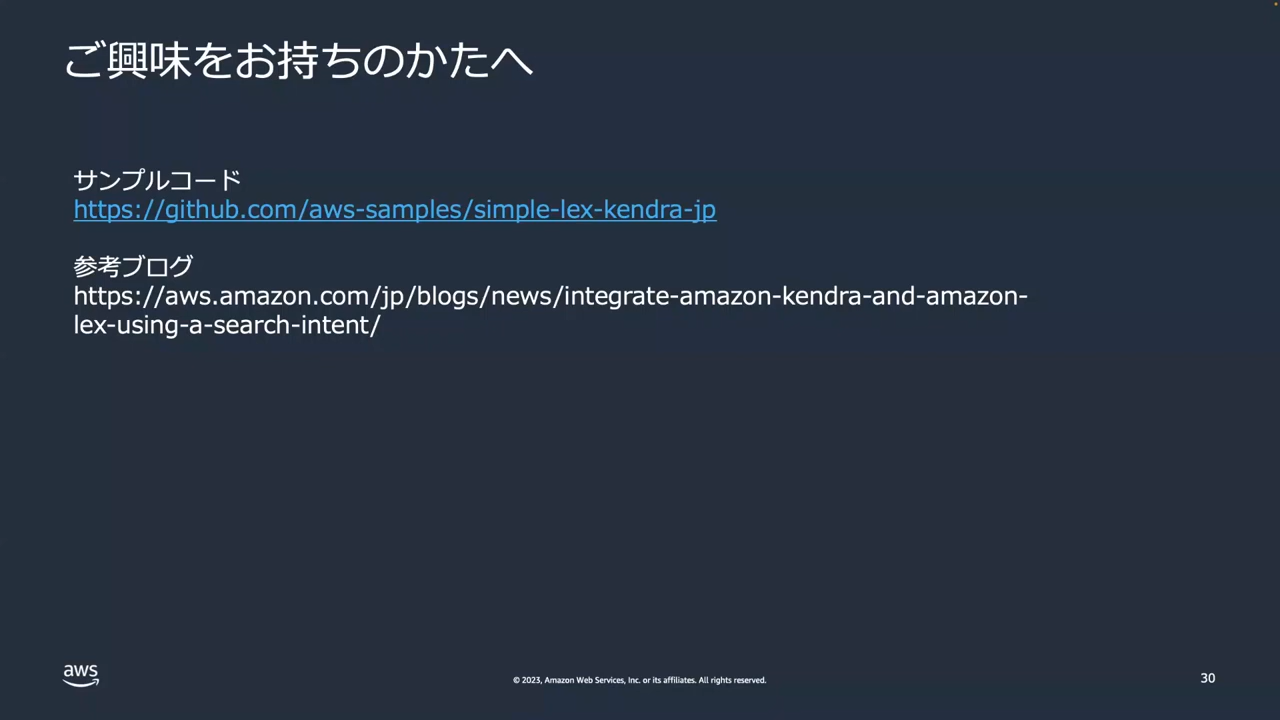 ご興味をお持ちのかたへ
サンプルコード
https://github.com/aws-samples/simple-lex-kendra-jp
参考ブログ
https://aws.amazon.com/jp/blogs/news/integrate-amazon-kendra-and-amazon-
lex-using-a-search-intent/
aws
© 2023, Amazon Web Services, Inc. or its affiliates. All rights reserved.
30